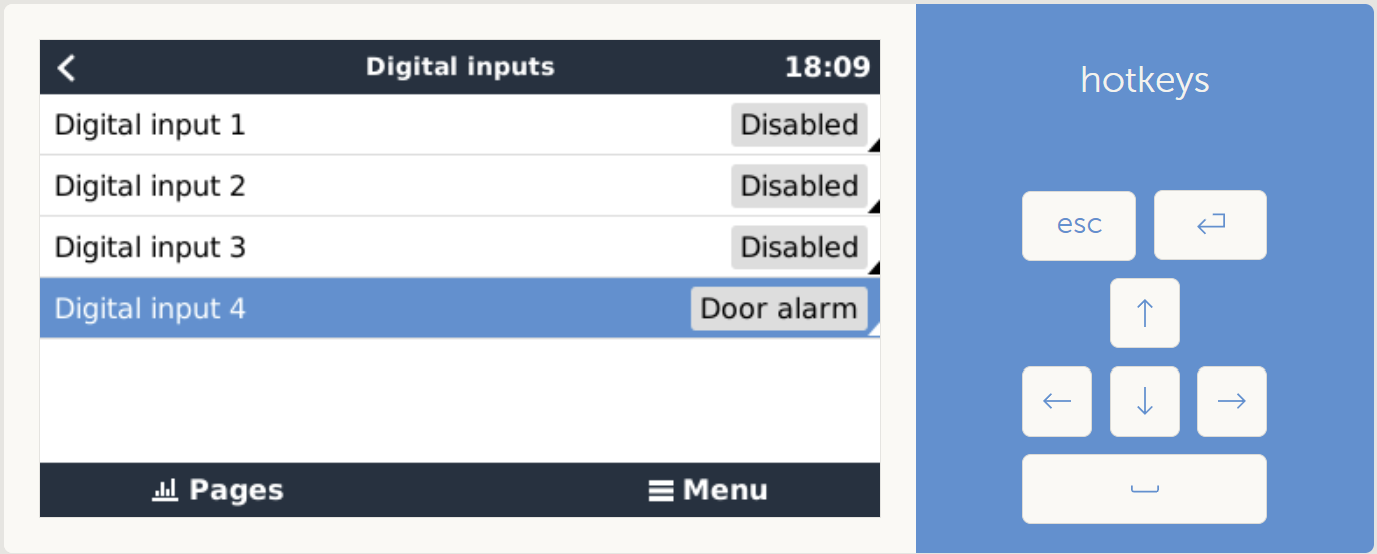 Digital inputs 18:09
Digital input 1 Disabled
Digital input 2 Disabled
Digital input 3 Disabled
Digital input 4 Door alarm
Pages Menu
hotkeys
esc